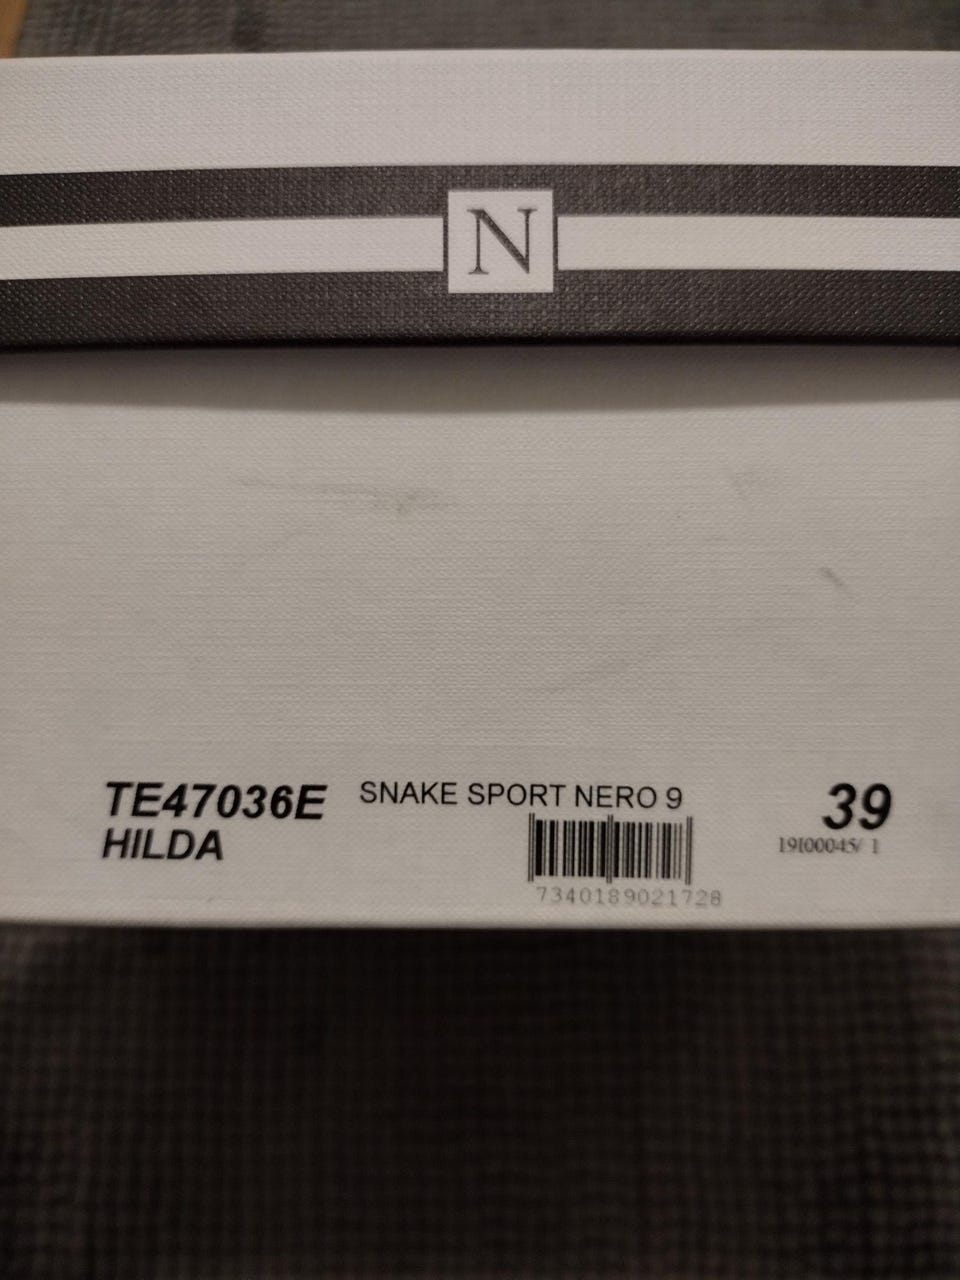 N
TE47036E SNAKE SPORT NERO 9 39
HILDA 19I00045/ 1
7340189021728